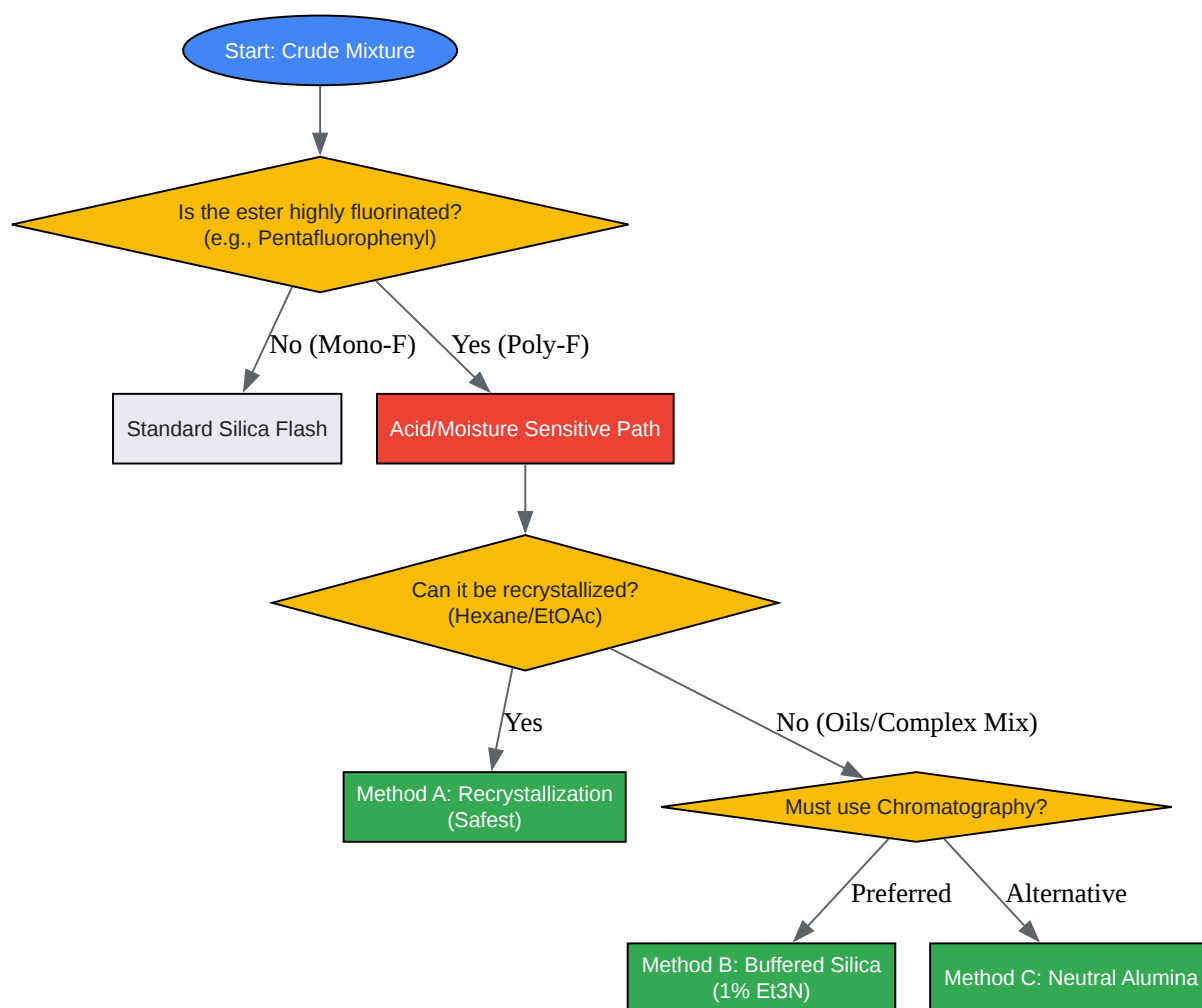 Start: Crude Mixture
Is the ester highly fluorinated?
(e.g., Pentafluorophenyl)
No (Mono-F)
Yes (Poly-F)
Standard Silica Flash
Acid/Moisture Sensitive Path
Can it be recrystallized?
(Hexane/EtOAc)
Yes
No (Oils/Complex Mix)
Method A: Recrystallization
(Safest)
Must use Chromatography?
Preferred
Alternative
Method B: Buffered Silica
(1% Et3N)
Method C: Neutral Alumina